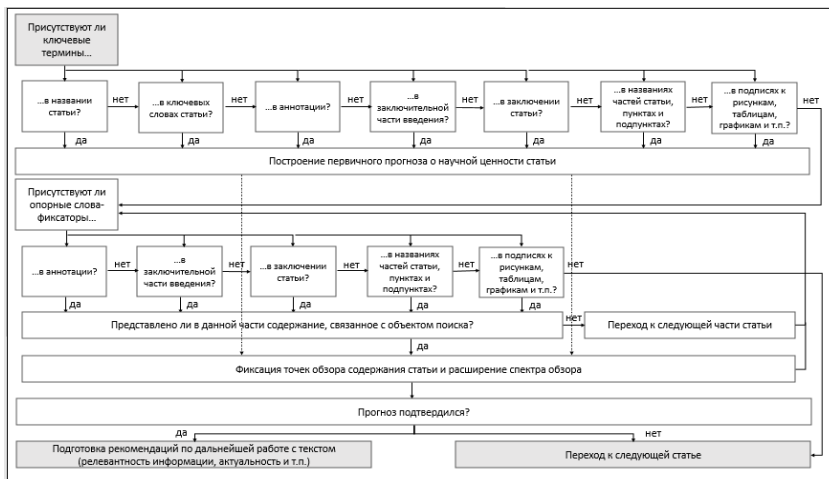 Присутствуют ли
ключевые
термины...
...в названии
статьи?
нет
...в ключевых
словах статьи?
нет
...в аннотации?
нет
...в
заключительной
части введения?
нет
...в заключении
статьи?
нет
...в названиях
частей статьи,
пунктах и
подпунктах?
нет
...в подписях к
рисункам,
таблицам,
графикам и т.п.?
нет
да
да
да
да
да
да
да
Построение первичного прогноза о научной ценности статьи
Присутствуют ли
опорные слова-
фиксаторы...
...в аннотации?
нет
...в
заключительной
части введения?
нет
...в заключении
статьи?
нет
...в названиях
частей статьи,
пунктах и
подпунктах?
нет
...в подписях к
рисункам,
таблицам,
графикам и т.п.?
нет
да
да
да
да
да
Представлено ли в данной части содержание, связанное с объектом поиска?
нет
Переход к следующей части статьи
да
Фиксация точек обзора содержания статьи и расширение спектра обзора
Прогноз подтвердился?
да
нет
Подготовка рекомендаций по дальнейшей работе с текстом
(релевантность информации, актуальность и т.п.)
Переход к следующей статье